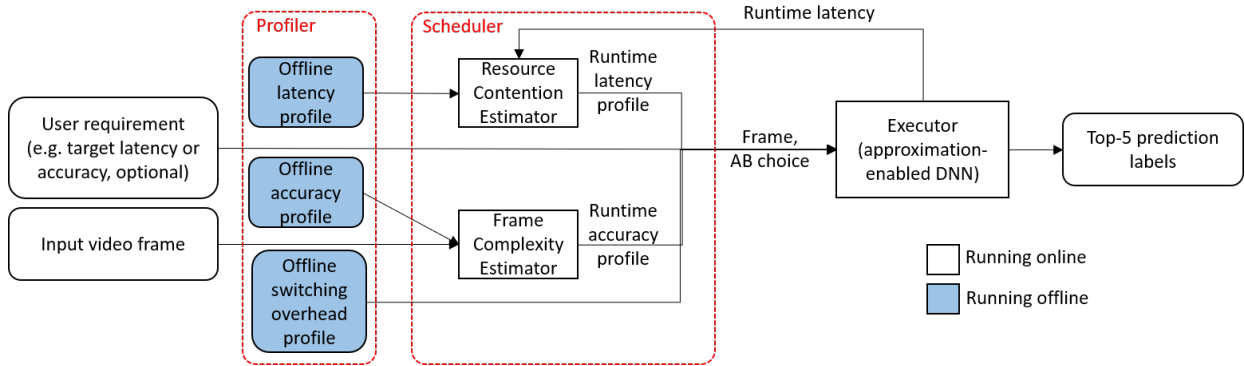 Runtime latency
Profiler
Scheduler
Offline
latency
profile
Resource
Contention
Estimator
Runtime
latency
profile
User requirement
(e.g. target latency or
accuracy, optional)
Frame,
AB choice
Executor
(approximation-
enabled DNN)
Top-5 prediction
labels
Offline
accuracy
profile
Input video frame
Frame
Complexity
Estimator
Runtime
accuracy
profile
Offline
switching
overhead
profile
Running online
Running offline